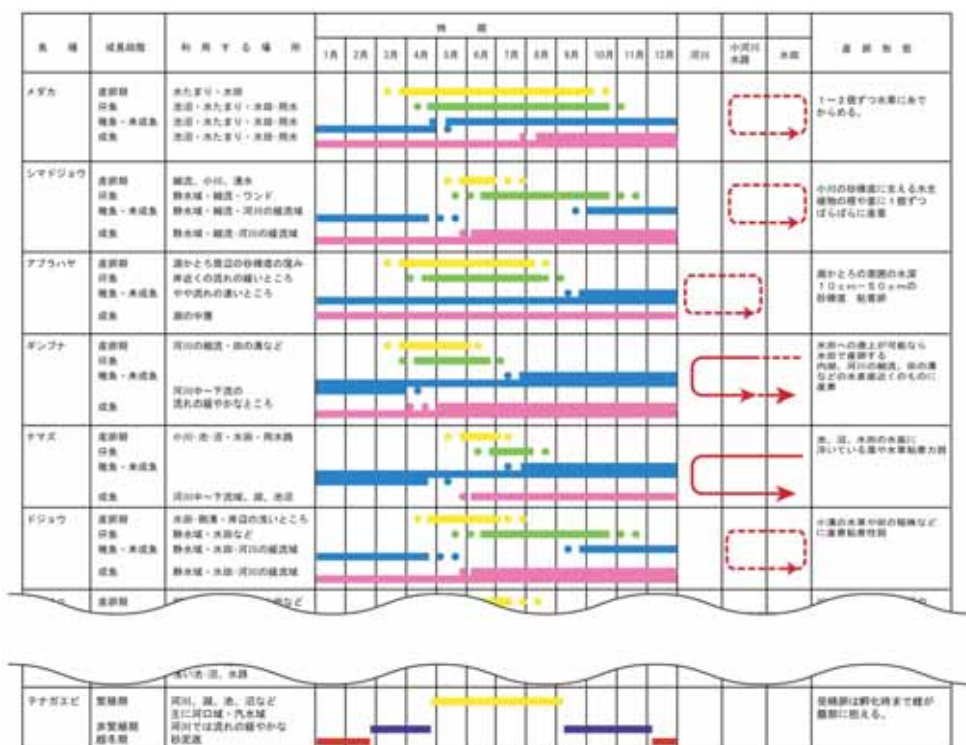 魚 種 成長段階 利 用 す る 場 所 時 期 河川 小河川 水路 水田 産 卵 制 型
1月 2月 3月 4月 5月 6月 7月 8月 9月 10月 11月 12月
メダカ 産卵期 水たまり・水田
仔魚 池沼・水たまり・水田・用水
稚魚・未成魚 池沼・水たまり・水田・用水
成魚 池沼・水たまり・水田・用水
1~3個ずつ水草にあて
からめる。
シマドジョウ 産卵期 細流、小川、湧水
仔魚 静水域・細流・ワンド
稚魚・未成魚 静水域・細流・河川の緩流域
成魚 静水域・細流・河川の緩流域
小川の砂礫底に生える水生
植物の根や葉に1個ずつ
ばらばらに産着
アブラハヤ 産卵期 淵かとろ周辺の砂礫底の窪み
仔魚 岸近くの流れの緩いところ
稚魚・未成魚 やや流れの速いところ
成魚 淵の中層
淵かとろの周囲の水深
10cm~50cmの
砂礫底 粘着卵
ギンブナ 産卵期 河川の細流・田の溝など
仔魚
稚魚・未成魚 河川中~下流の
成魚 流れの緩やかなところ
水田への遡上が可能なら
水田で産卵する
内湖、河川の細流、田の溝
などの水表面近くのものに
産着
ナマズ 産卵期 小川・池・沼・水田・用水路
仔魚
稚魚・未成魚
成魚 河川中~下流域、湖、池沼
池、沼、水田の水面に
浮いている藻や水草粘着力弱
ドジョウ 産卵期 水田・側溝・岸辺の浅いところ
仔魚 静水域・水田など
稚魚・未成魚 静水域・水田・河川の緩流域
成魚 静水域・水田・河川の緩流域
小溝の水草や田の稲株など
に産着粘着性弱
産卵期 など
浅い池・沼、水路
テナガエビ 繁殖期 河川、湖、池、沼など
主に河口域・汽水域
非繁殖期 河川では流れの緩やかな
越冬期 砂泥底
受精卵は孵化時まで雌が
腹部に抱える。